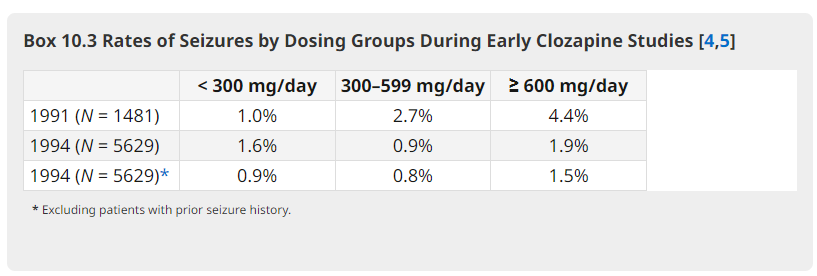 Box 10.3 Rates of Seizures by Dosing Groups During Early Clozapine Studies [4,5]
< 300 mg/day 300–599 mg/day ≥ 600 mg/day
1991 (N = 1481) 1.0% 2.7% 4.4%
1994 (N = 5629) 1.6% 0.9% 1.9%
1994 (N = 5629)* 0.9% 0.8% 1.5%
* Excluding patients with prior seizure history.